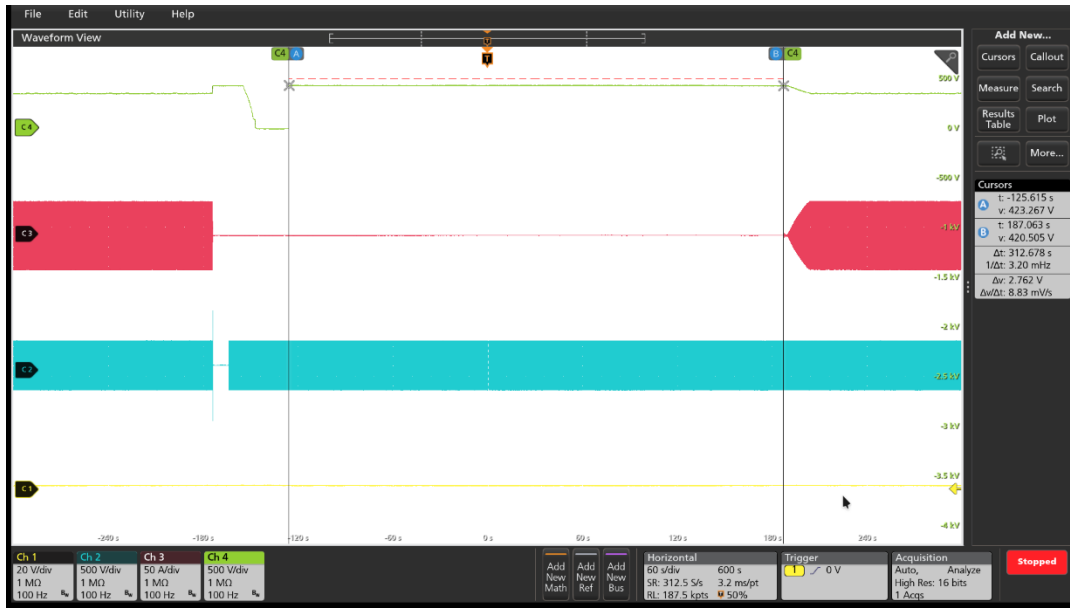 File Edit Utility Help
Waveform View
Add New...
C4 A
B C4
T
T
Cursors Callout
Measure Search
Results Table Plot
More...
500 V
C4
0 V
-500 V
C3
-1 kV
-1.5 kV
-2 kV
C2
-2.5 kV
-3 kV
-3.5 kV
C1
-4 kV
Cursors
A t: -125.615 s
v: 423.267 V
B t: 187.063 s
v: 420.505 V
Δt: 312.678 s
1/Δt: 3.20 mHz
Δv: 2.762 V
Δv/Δt: 8.83 mV/s
-240 s -180 s -120 s -60 s 0 s 60 s 120 s 180 s 240 s
Ch 1
20 V/div
1 MΩ
100 Hz Bw
Ch 2
500 V/div
1 MΩ
100 Hz Bw
Ch 3
50 A/div
1 MΩ
100 Hz Bw
Ch 4
500 V/div
1 MΩ
100 Hz Bw
Add New Math
Add New Ref
Add New Bus
Horizontal
60 s/div 600 s
SR: 312.5 S/s 3.2 ms/pt
RL: 187.5 kpts 50%
Trigger
1 0 V
Acquisition
Auto, Analyze
High Res: 16 bits
1 Acqs
Stopped